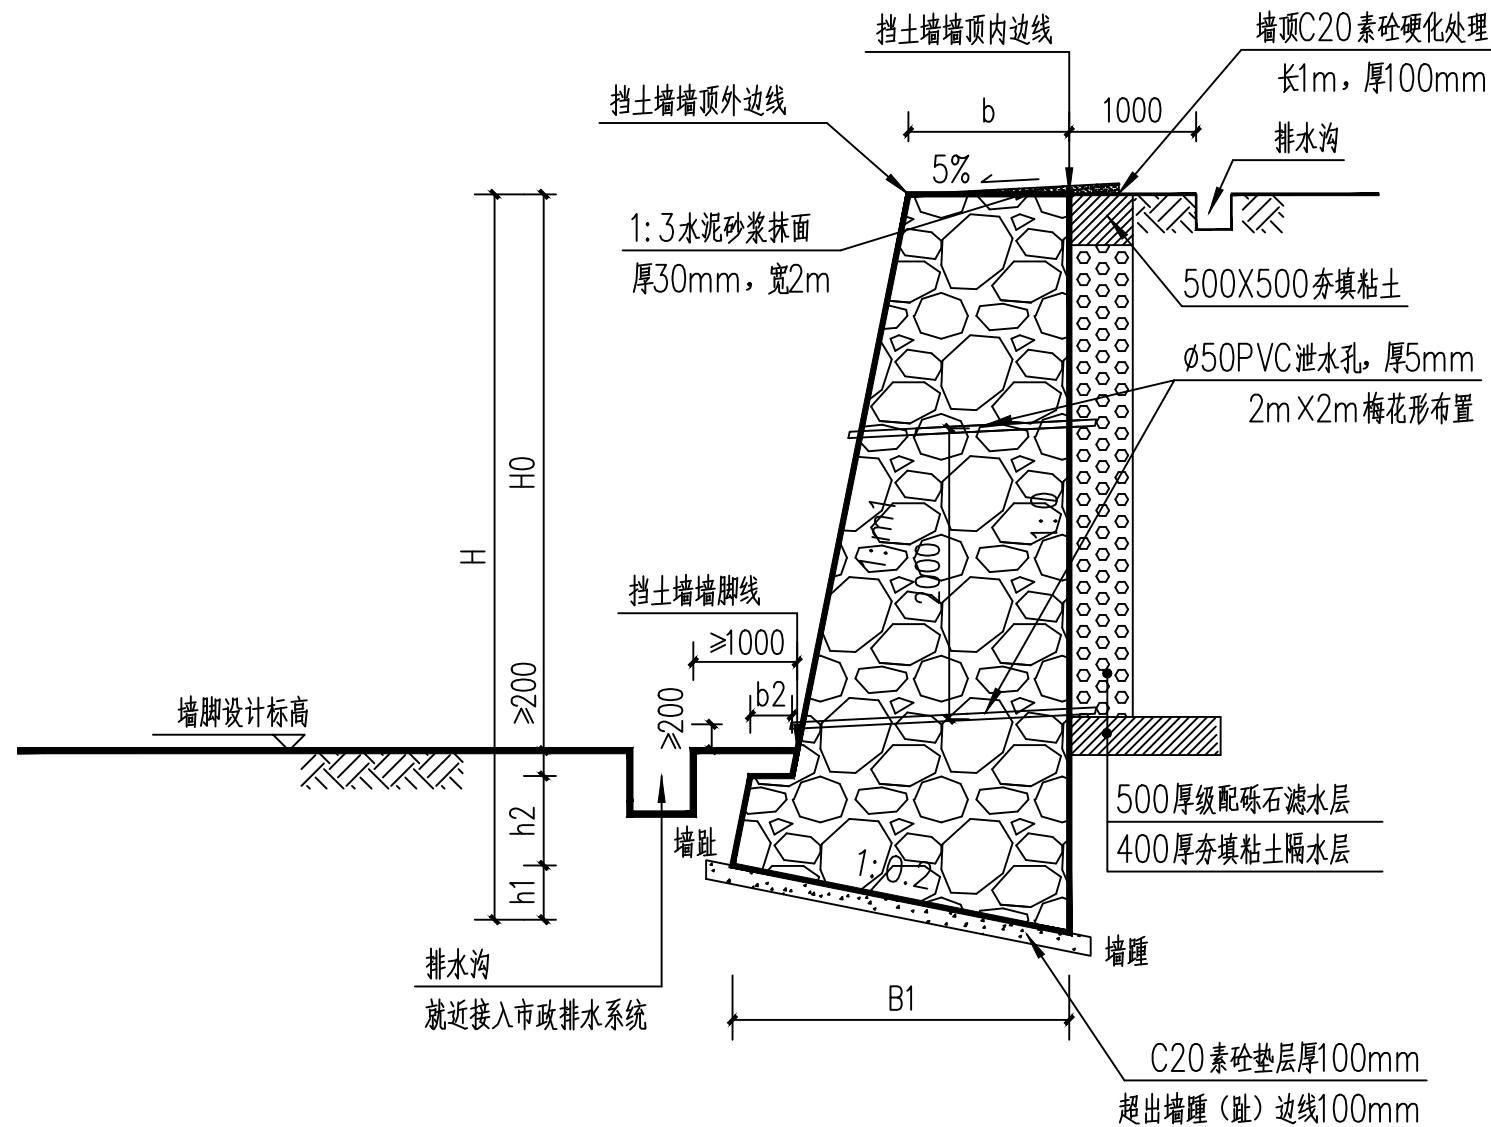 挡土墙墙顶内边线
墙顶C20素砼硬化处理
长1m，厚100mm
挡土墙墙顶外边线
b
1000
排水沟
5%
1：3水泥砂浆抹面
厚30mm，宽2m
500X500夯填粘土
ø50PVC泄水孔，厚5mm
2m×2m梅花形布置
H0
H
1:m1
2000
1:0
挡土墙墙脚线
≥1000
b2
≥200
≥200
墙脚设计标高
500厚级配砾石滤水层
400厚夯填粘土隔水层
h2
墙趾
1:0.2
h1
墙踵
排水沟
就近接入市政排水系统
B1
C20素砼垫层厚100mm
超出墙踵（趾）边线100mm